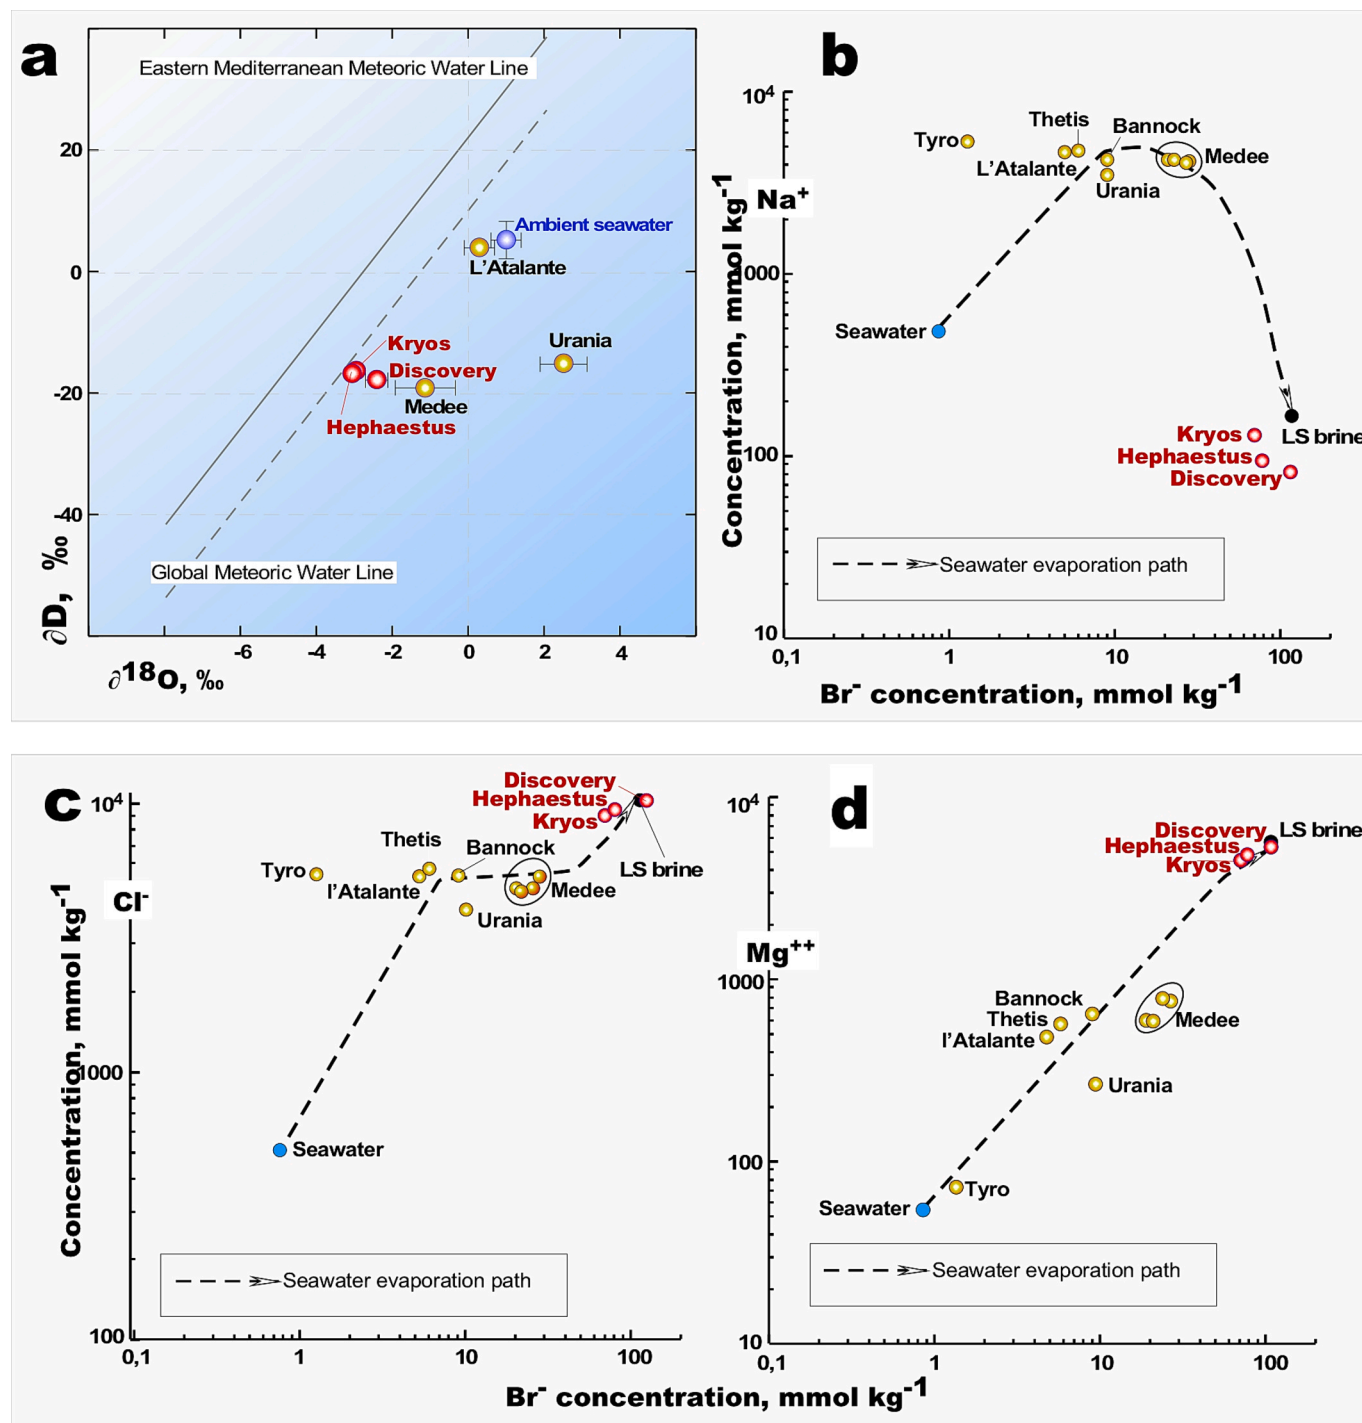 a
Eastern Mediterranean Meteoric Water Line
20
0
-20
-40
Ambient seawater
L'Atalante
Urania
Kryos
Discovery
Medee
Hephaestus
Global Meteoric Water Line
∂D, ‰
-6 -4 -2 0 2 4
∂18O, ‰
b
10⁴
1000
100
10
Na⁺
Concentration, mmol kg⁻¹
Tyro
Thetis
Bannock
L'Atalante
Medee
Urania
Seawater
Kryos
LS brine
Hephaestus
Discovery
Seawater evaporation path
0,1 1 10 100
Br⁻ concentration, mmol kg⁻¹
c
10⁴
1000
100
Cl⁻
Concentration, mmol kg⁻¹
Discovery
Hephaestus
Kryos
Thetis
Bannock
Tyro
l'Atalante
LS brine
Medee
Urania
Seawater
Seawater evaporation path
0,1 1 10 100
d
10⁴
1000
100
10
Mg⁺⁺
Discovery
LS brine
Hephaestus
Kryos
Bannock
Thetis
l'Atalante
Medee
Urania
Tyro
Seawater
Seawater evaporation path
0,1 1 10 100
Br⁻ concentration, mmol kg⁻¹